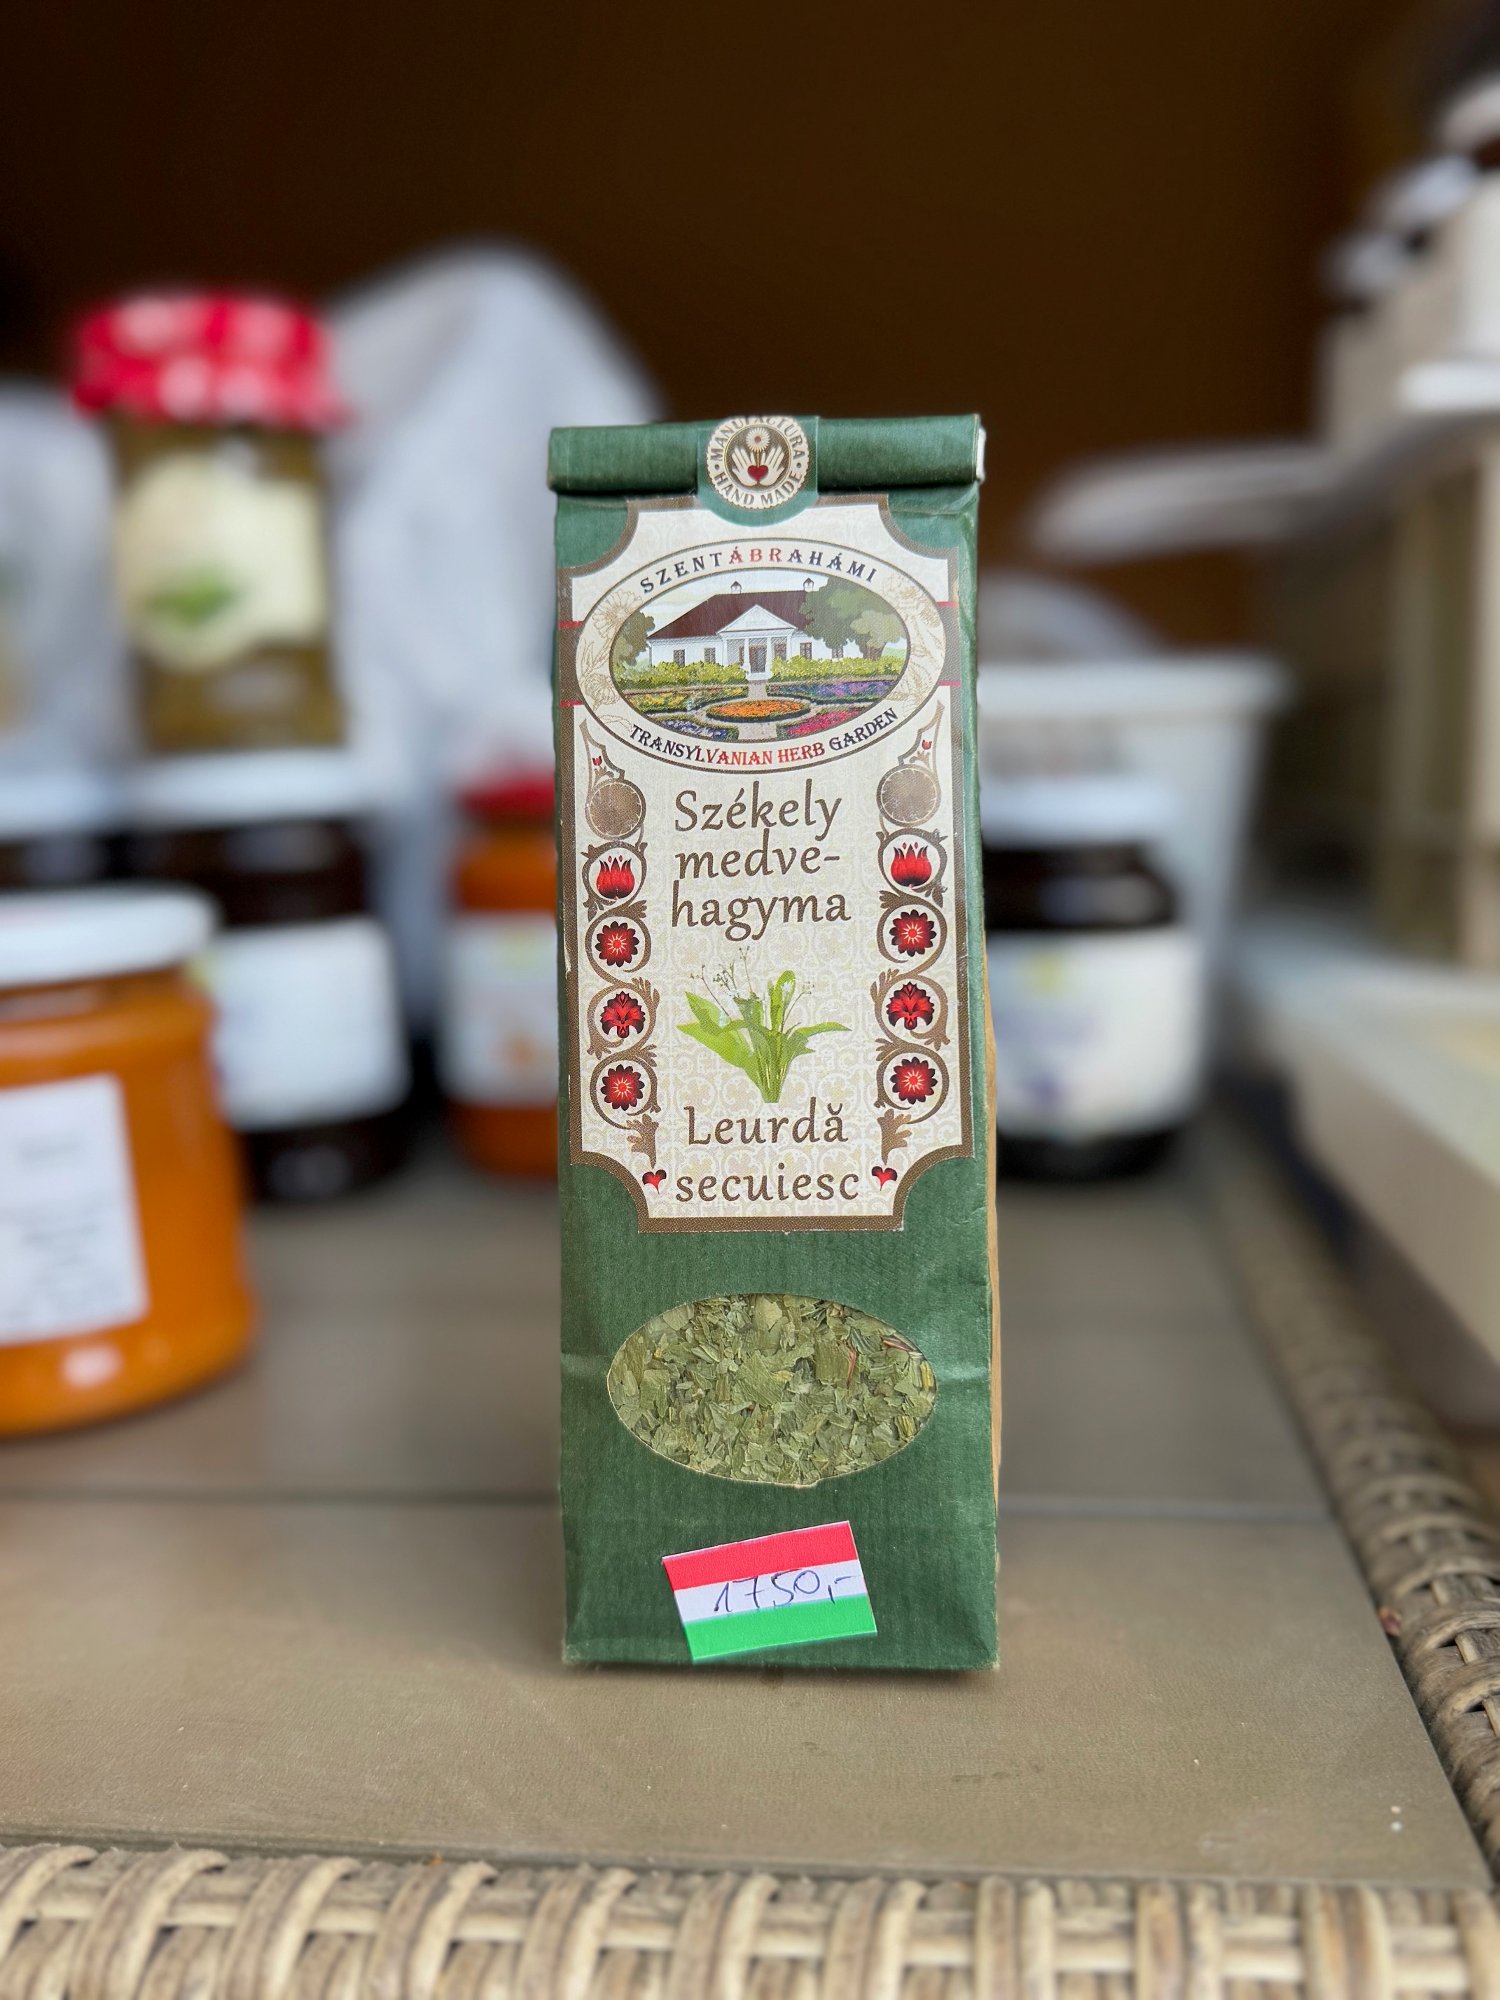 MANUFACTURA
HAND MADE
SZENTÁBRAHÁMI
TRANSYLVANIAN HERB GARDEN
Székely
medve-
hagyma
Leurdă
secuiesc
1750,-